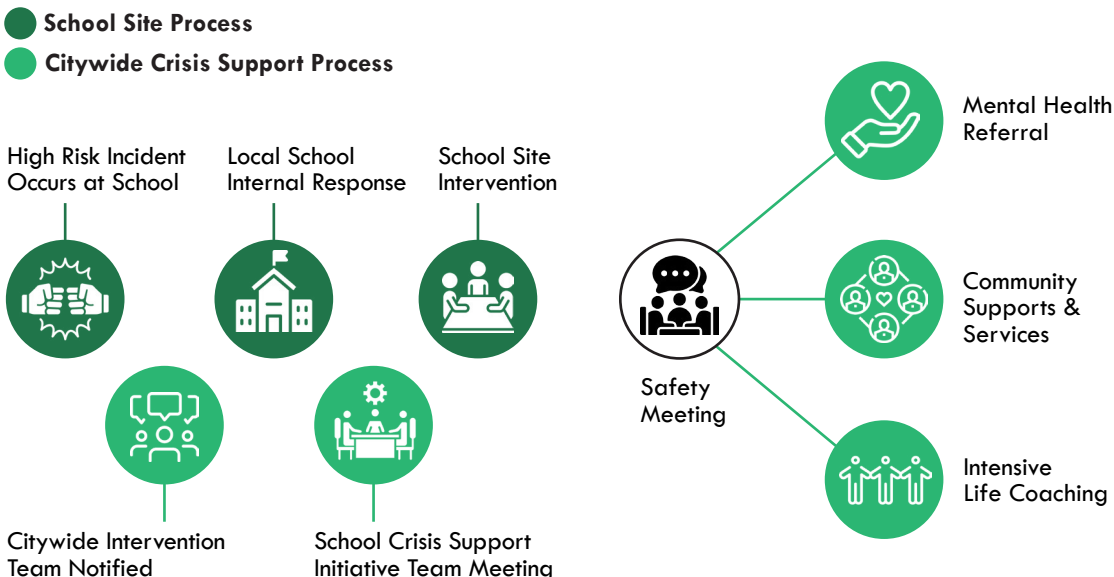 School Site Process
Citywide Crisis Support Process
High Risk Incident
Occurs at School
Local School
Internal Response
School Site
Intervention
Citywide Intervention
Team Notified
School Crisis Support
Initiative Team Meeting
Safety
Meeting
Mental Health
Referral
Community
Supports &
Services
Intensive
Life Coaching